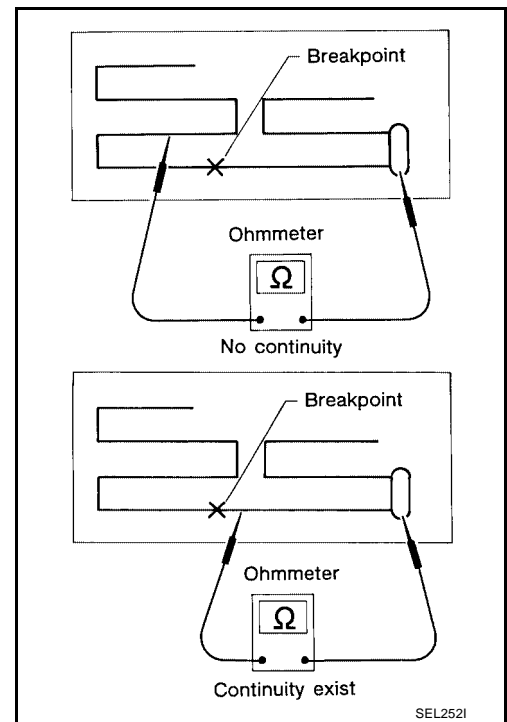 Breakpoint
Ohmmeter
Ω
No continuity
Breakpoint
Ohmmeter
Ω
Continuity exist
SEL252I